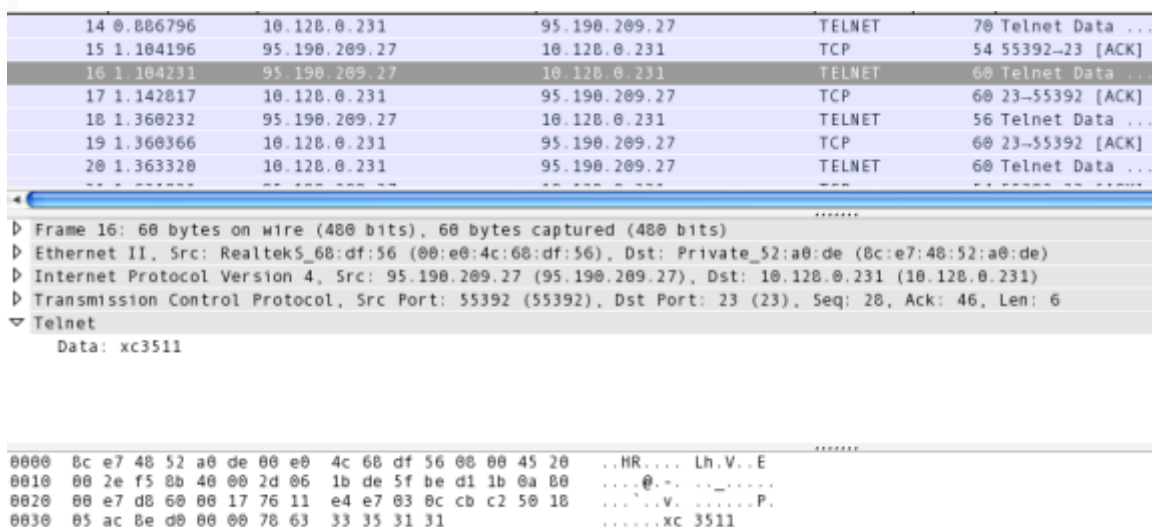 14 0.886796 10.128.0.231 95.190.209.27 TELNET 70 Telnet Data ...
15 1.104196 95.190.209.27 10.128.0.231 TCP 54 55392→23 [ACK]
16 1.104231 95.190.209.27 10.128.0.231 TELNET 60 Telnet Data ...
17 1.142817 10.128.0.231 95.190.209.27 TCP 60 23→55392 [ACK]
18 1.360232 95.190.209.27 10.128.0.231 TELNET 56 Telnet Data ...
19 1.360366 10.128.0.231 95.190.209.27 TCP 60 23→55392 [ACK]
20 1.363320 10.128.0.231 95.190.209.27 TELNET 60 Telnet Data ...
Frame 16: 60 bytes on wire (480 bits), 60 bytes captured (480 bits)
Ethernet II, Src: RealtekS_68:df:56 (00:e0:4c:68:df:56), Dst: Private_52:a0:de (8c:e7:48:52:a0:de)
Internet Protocol Version 4, Src: 95.190.209.27 (95.190.209.27), Dst: 10.128.0.231 (10.128.0.231)
Transmission Control Protocol, Src Port: 55392 (55392), Dst Port: 23 (23), Seq: 28, Ack: 46, Len: 6
Telnet
Data: xc3511
0000 8c e7 48 52 a0 de 00 e0 4c 68 df 56 08 00 45 20 ..HR.... Lh.V..E
0010 00 2e f5 8b 40 00 2d 06 1b de 5f be d1 1b 0a 80 ....@.-. .._.....
0020 00 e7 d8 60 00 17 76 11 e4 e7 03 0c cb c2 50 18 ...`..v. ......P.
0030 05 ac 8e d0 00 00 78 63 33 35 31 31 ......xc 3511